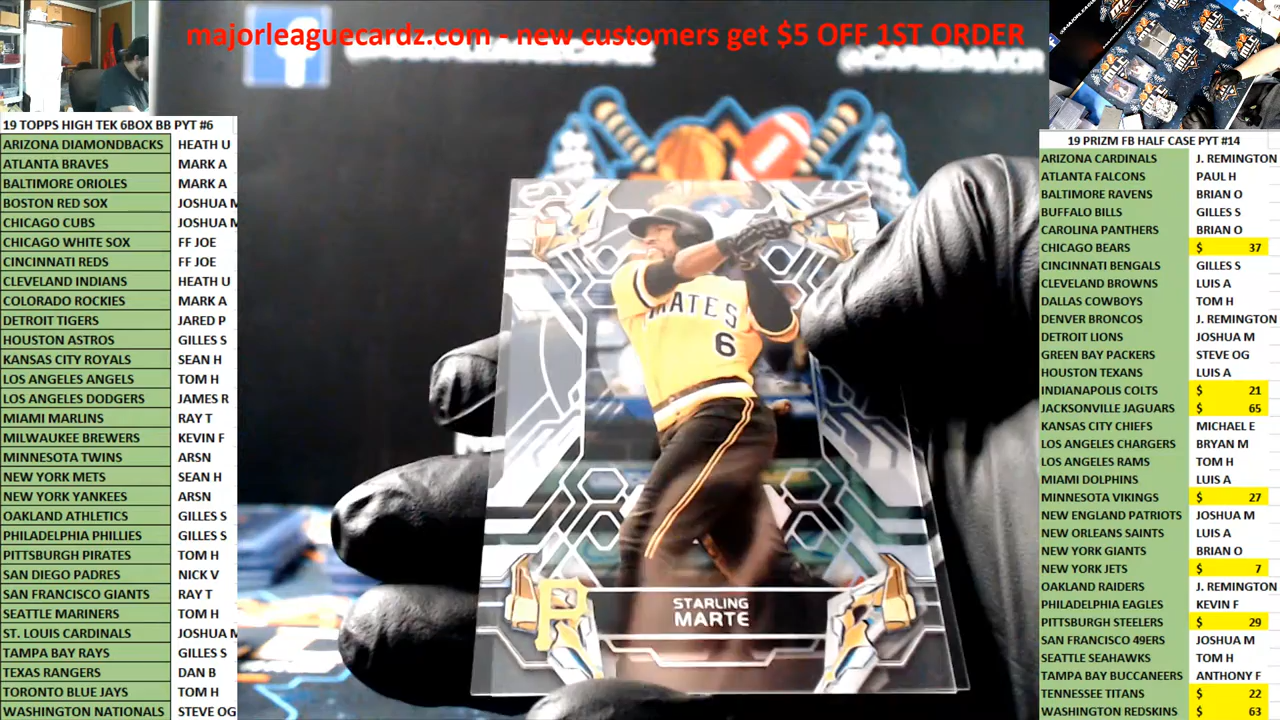 majorleaguecardz.com - new customers get $5 OFF 1ST ORDER
19 TOPPS HIGH TEK 6BOX BB PYT #6
ARIZONA DIAMONDBACKS HEATH U
ATLANTA BRAVES MARK A
BALTIMORE ORIOLES MARK A
BOSTON RED SOX JOSHUA M
CHICAGO CUBS JOSHUA M
CHICAGO WHITE SOX FF JOE
CINCINNATI REDS FF JOE
CLEVELAND INDIANS HEATH U
COLORADO ROCKIES MARK A
DETROIT TIGERS JARED P
HOUSTON ASTROS GILLES S
KANSAS CITY ROYALS SEAN H
LOS ANGELES ANGELS TOM H
LOS ANGELES DODGERS JAMES R
MIAMI MARLINS RAY T
MILWAUKEE BREWERS KEVIN F
MINNESOTA TWINS ARSN
NEW YORK METS SEAN H
NEW YORK YANKEES ARSN
OAKLAND ATHLETICS GILLES S
PHILADELPHIA PHILLIES GILLES S
PITTSBURGH PIRATES TOM H
SAN DIEGO PADRES NICK V
SAN FRANCISCO GIANTS RAY T
SEATTLE MARINERS TOM H
ST. LOUIS CARDINALS JOSHUA M
TAMPA BAY RAYS GILLES S
TEXAS RANGERS DAN B
TORONTO BLUE JAYS TOM H
WASHINGTON NATIONALS STEVE OG
MATES
6
P
STARLING
MARTE
19 PRIZM FB HALF CASE PYT #14
ARIZONA CARDINALS J. REMINGTON
ATLANTA FALCONS PAUL H
BALTIMORE RAVENS BRIAN O
BUFFALO BILLS GILLES S
CAROLINA PANTHERS BRIAN O
CHICAGO BEARS $ 37
CINCINNATI BENGALS GILLES S
CLEVELAND BROWNS LUIS A
DALLAS COWBOYS TOM H
DENVER BRONCOS J. REMINGTON
DETROIT LIONS JOSHUA M
GREEN BAY PACKERS STEVE OG
HOUSTON TEXANS LUIS A
INDIANAPOLIS COLTS $ 21
JACKSONVILLE JAGUARS $ 65
KANSAS CITY CHIEFS MICHAEL E
LOS ANGELES CHARGERS BRYAN M
LOS ANGELES RAMS TOM H
MIAMI DOLPHINS LUIS A
MINNESOTA VIKINGS $ 27
NEW ENGLAND PATRIOTS JOSHUA M
NEW ORLEANS SAINTS LUIS A
NEW YORK GIANTS BRIAN O
NEW YORK JETS $ 7
OAKLAND RAIDERS J. REMINGTON
PHILADELPHIA EAGLES KEVIN F
PITTSBURGH STEELERS $ 29
SAN FRANCISCO 49ERS JOSHUA M
SEATTLE SEAHAWKS TOM H
TAMPA BAY BUCCANEERS ANTHONY F
TENNESSEE TITANS $ 22
WASHINGTON REDSKINS $ 63